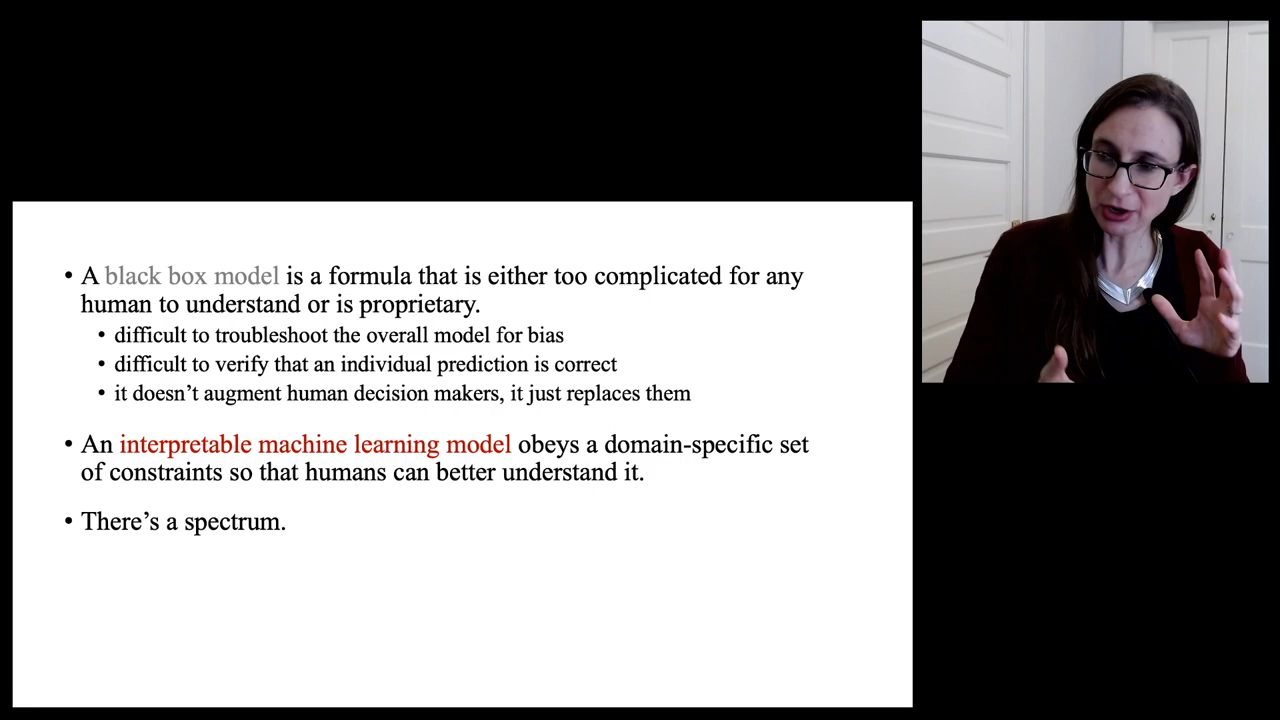 • A black box model is a formula that is either too complicated for any
human to understand or is proprietary.
• difficult to troubleshoot the overall model for bias
• difficult to verify that an individual prediction is correct
• it doesn’t augment human decision makers, it just replaces them
• An interpretable machine learning model obeys a domain-specific set
of constraints so that humans can better understand it.
• There’s a spectrum.